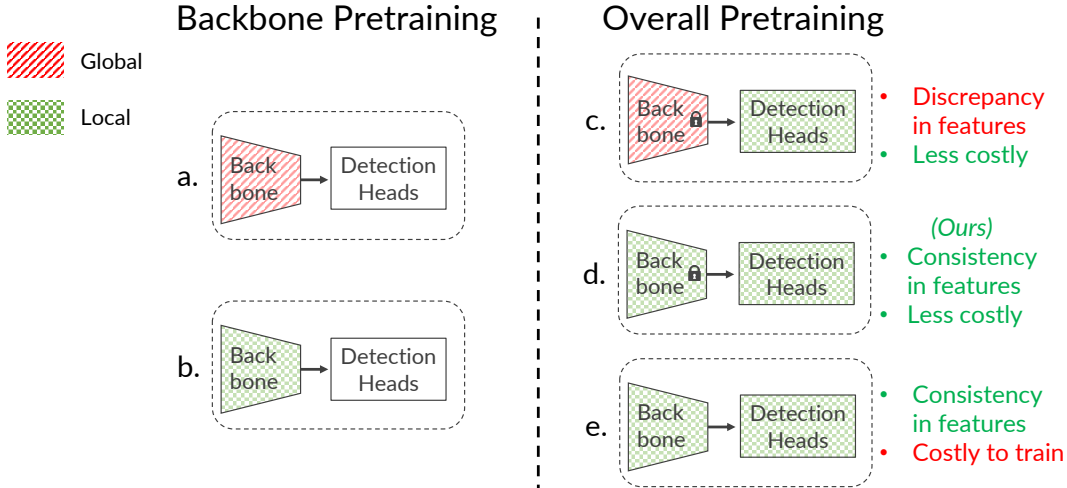 Backbone Pretraining
Overall Pretraining
Global
Local
a.
Back
bone
Detection
Heads
b.
Back
bone
Detection
Heads
c.
Back
bone
Detection
Heads
• Discrepancy
in features
• Less costly
d.
Back
bone
Detection
Heads
(Ours)
• Consistency
in features
• Less costly
e.
Back
bone
Detection
Heads
• Consistency
in features
• Costly to train